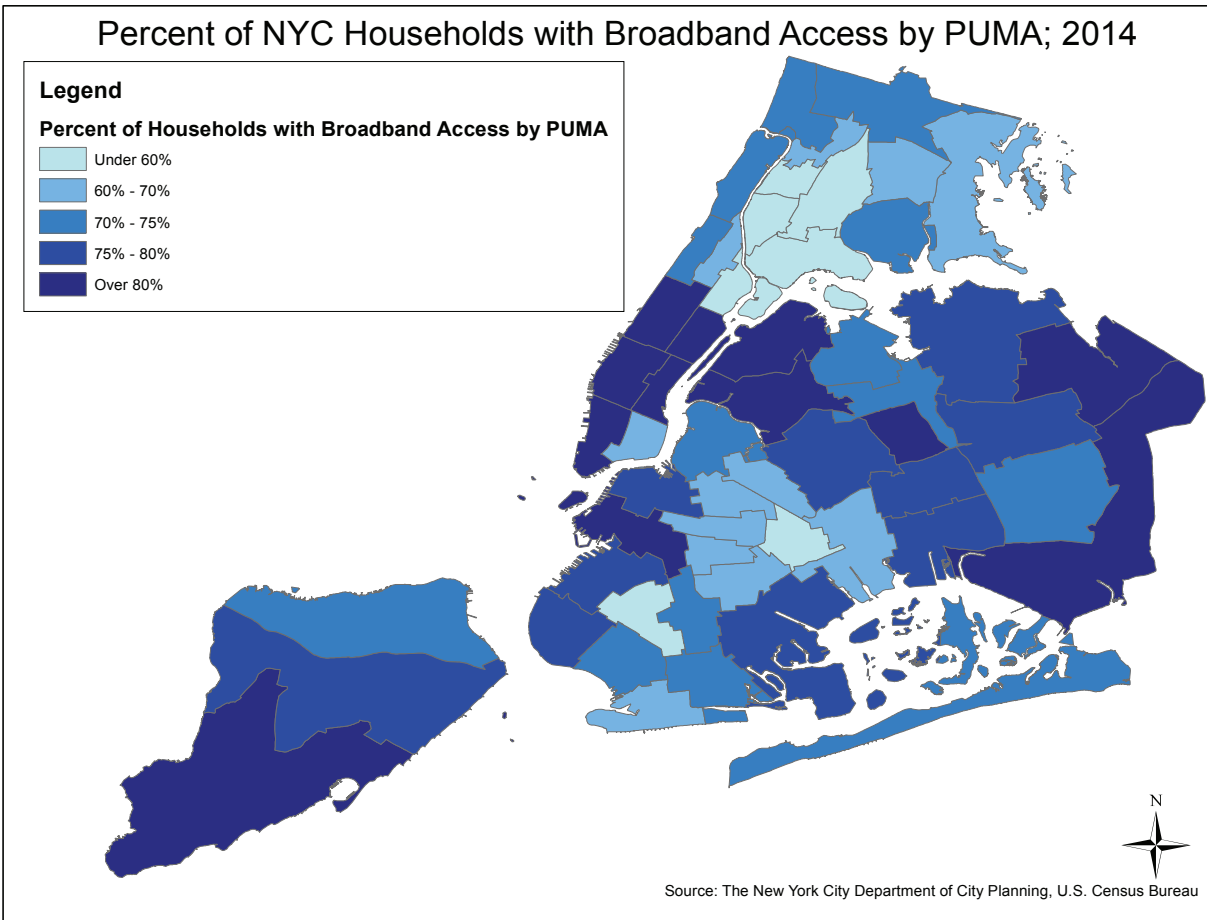 Percent of NYC Households with Broadband Access by PUMA; 2014
Legend
Percent of Households with Broadband Access by PUMA
Under 60%
60% - 70%
70% - 75%
75% - 80%
Over 80%
N
Source: The New York City Department of City Planning, U.S. Census Bureau